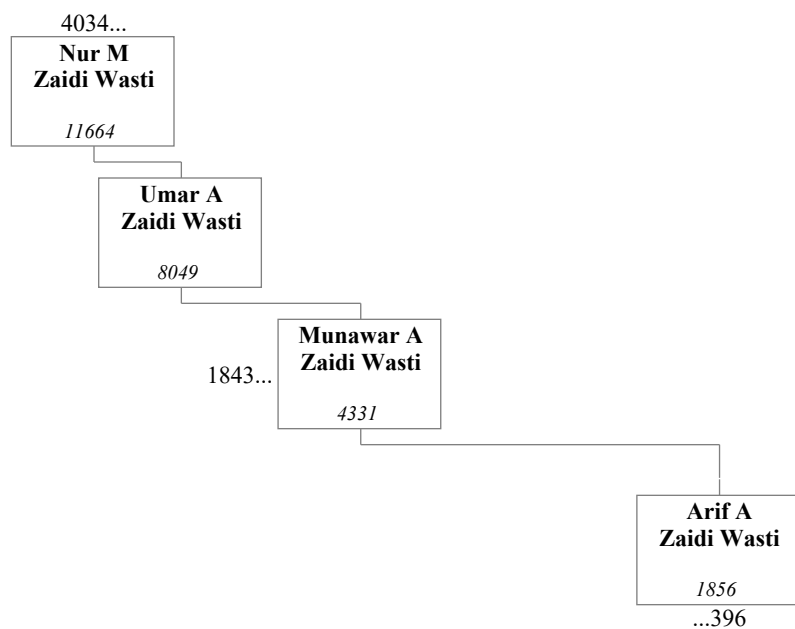 4034...
Nur M
Zaidi Wasti
11664
Umar A
Zaidi Wasti
8049
Munawar A
Zaidi Wasti
1843...
4331
Arif A
Zaidi Wasti
1856
...396